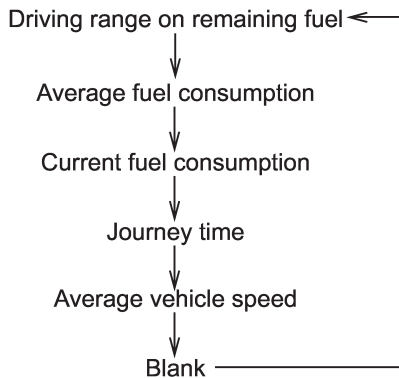 Driving range on remaining fuel
Average fuel consumption
Current fuel consumption
Journey time
Average vehicle speed
Blank